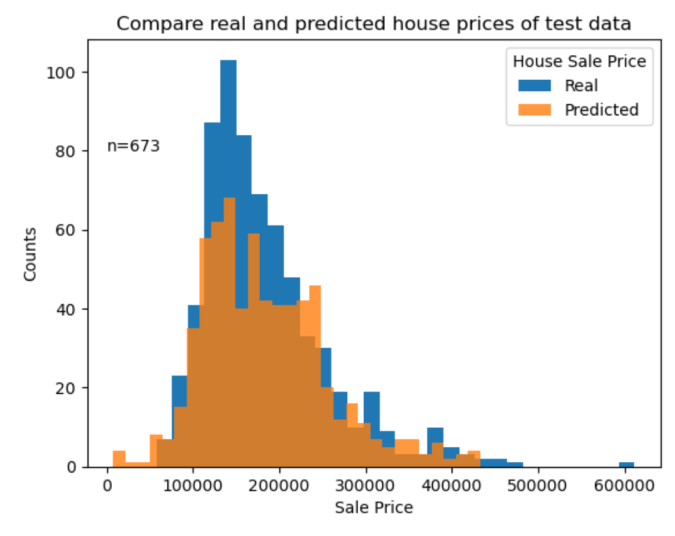 Compare real and predicted house prices of test data
House Sale Price
Real
Predicted
n=673
Counts
100
80
60
40
20
0
0 100000 200000 300000 400000 500000 600000
Sale Price